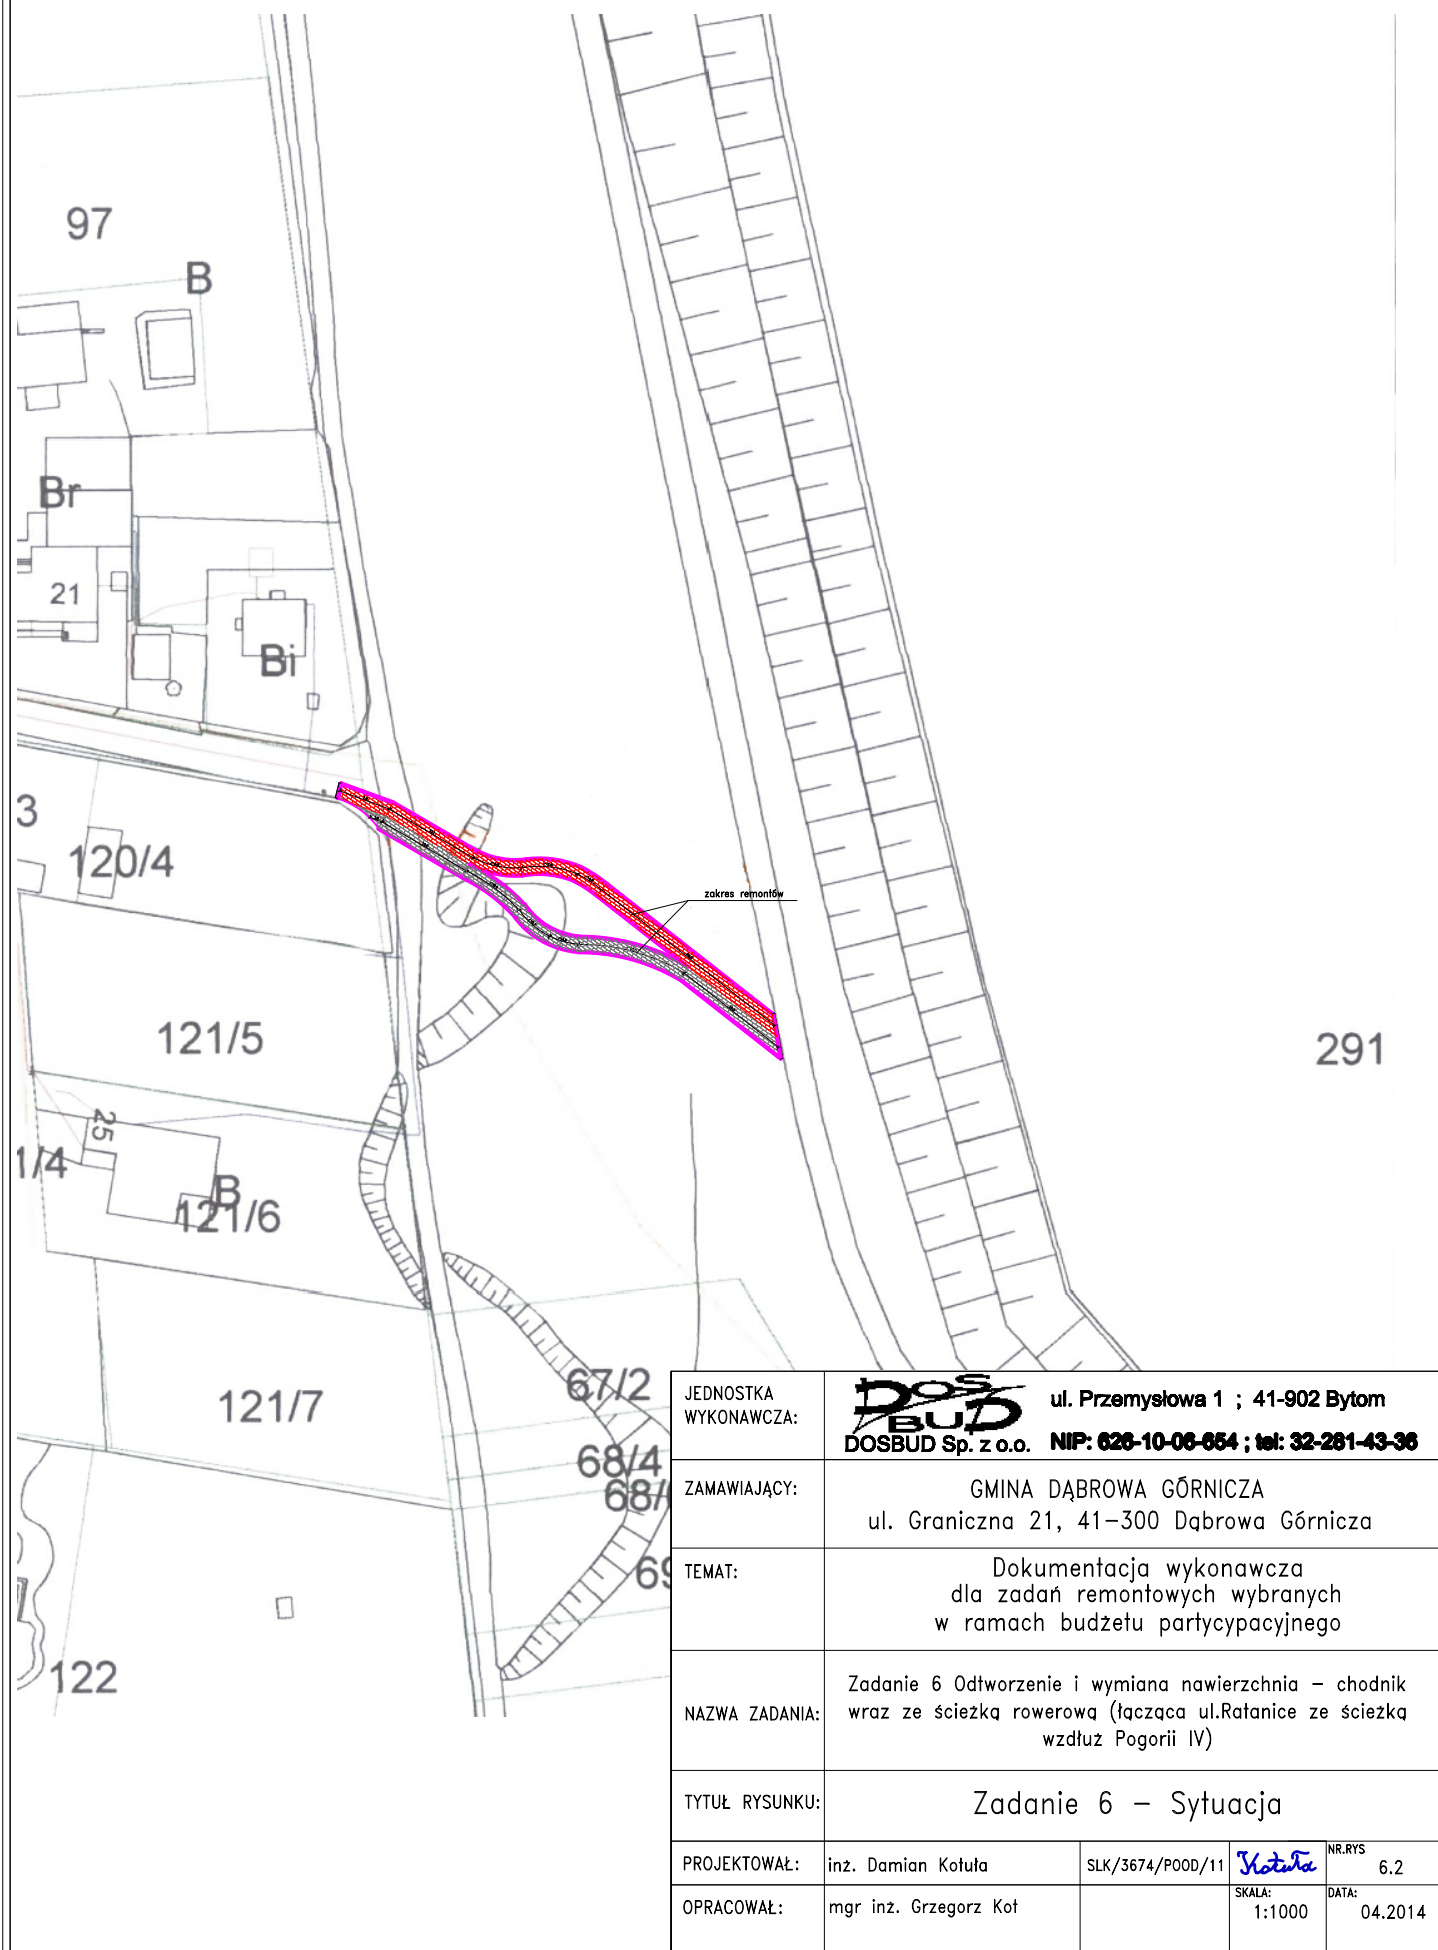 97
B
Br
21
Bi
3
120/4
zakres remontów
121/5
291
25
1/4
B
121/6
67/2
121/7
68/4
68/
69
122
JEDNOSTKA
WYKONAWCZA:
DOS
BUD
DOSBUD Sp. z o.o.
ul. Przemysłowa 1 ; 41-902 Bytom
NIP: 626-10-06-654 ; tel: 32-281-43-36
ZAMAWIAJĄCY:
GMINA DĄBROWA GÓRNICZA
ul. Graniczna 21, 41-300 Dąbrowa Górnicza
TEMAT:
Dokumentacja wykonawcza
dla zadań remontowych wybranych
w ramach budżetu partycypacyjnego
NAZWA ZADANIA:
Zadanie 6 Odtworzenie i wymiana nawierzchnia – chodnik
wraz ze ścieżką rowerową (łącząca ul.Ratanice ze ścieżką
wzdłuż Pogorii IV)
TYTUŁ RYSUNKU:
Zadanie 6 – Sytuacja
PROJEKTOWAŁ:
inż. Damian Kotuła
SLK/3674/POOD/11
Kotuła
NR.RYS
6.2
OPRACOWAŁ:
mgr inż. Grzegorz Kot
SKALA:
1:1000
DATA:
04.2014